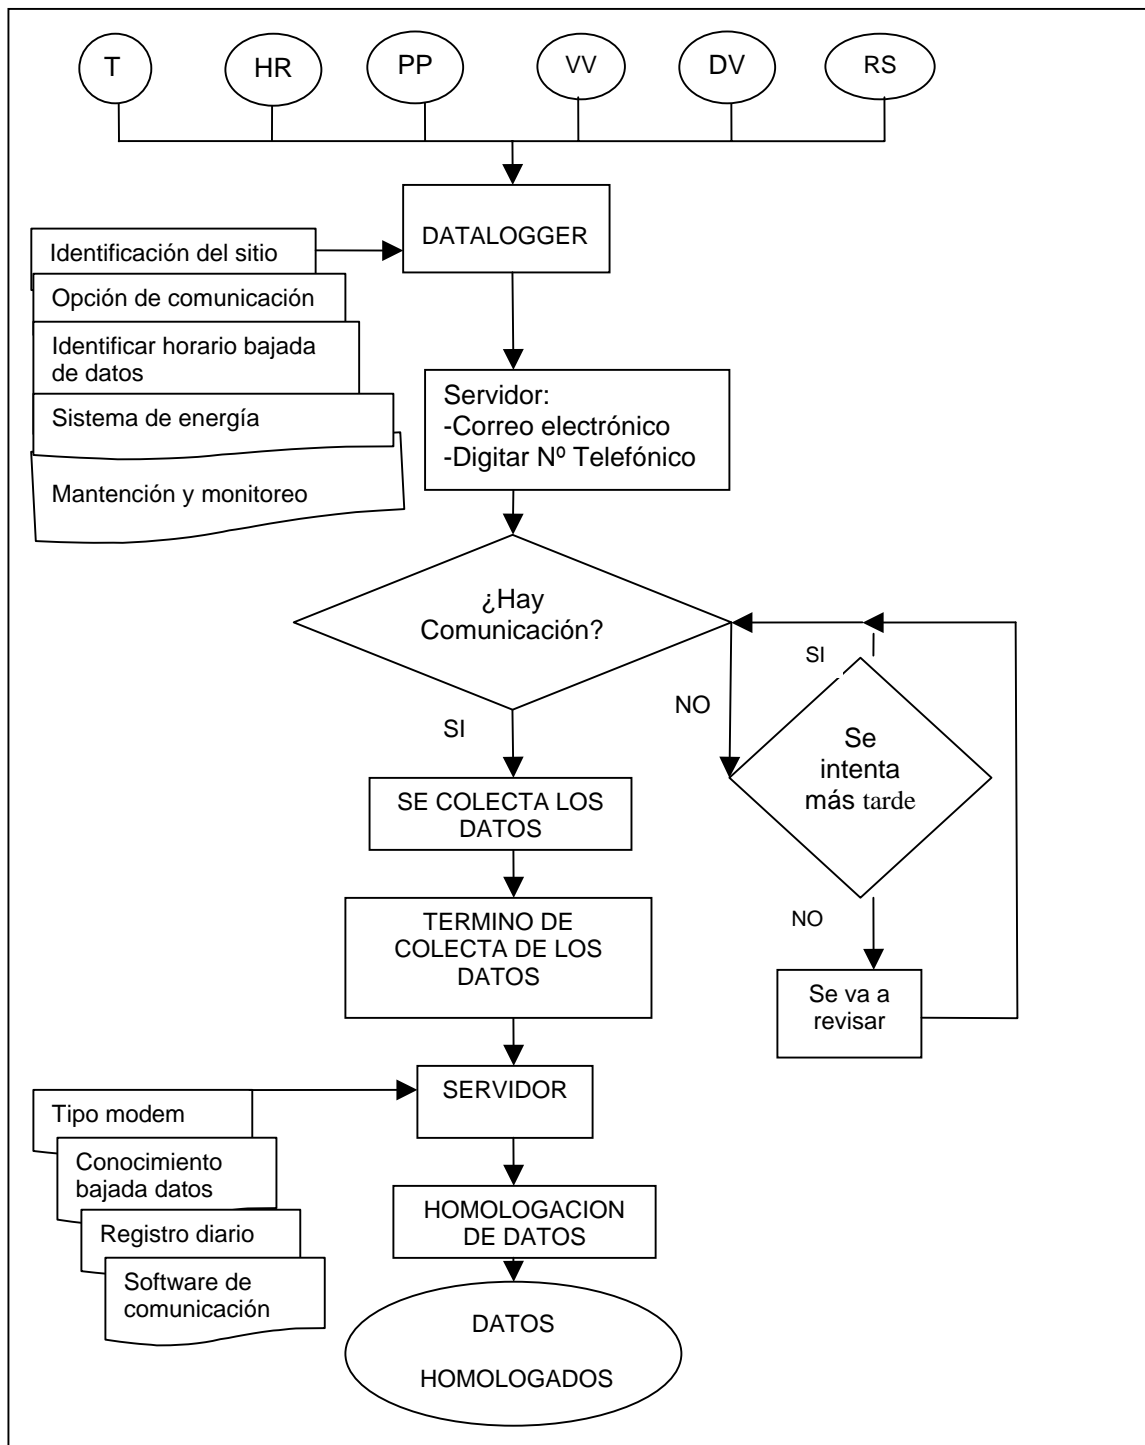 T
HR
PP
VV
DV
RS
DATALOGGER
Identificación del sitio
Opción de comunicación
Identificar horario bajada
de datos
Sistema de energía
Mantención y monitoreo
Servidor:
-Correo electrónico
-Digitar Nº Telefónico
¿Hay
Comunicación?
SI
NO
SI
Se
intenta
más tarde
NO
Se va a
revisar
SE COLECTA LOS
DATOS
TERMINO DE
COLECTA DE LOS
DATOS
SERVIDOR
Tipo modem
Conocimiento
bajada datos
Registro diario
Software de
comunicación
HOMOLOGACION
DE DATOS
DATOS
HOMOLOGADOS